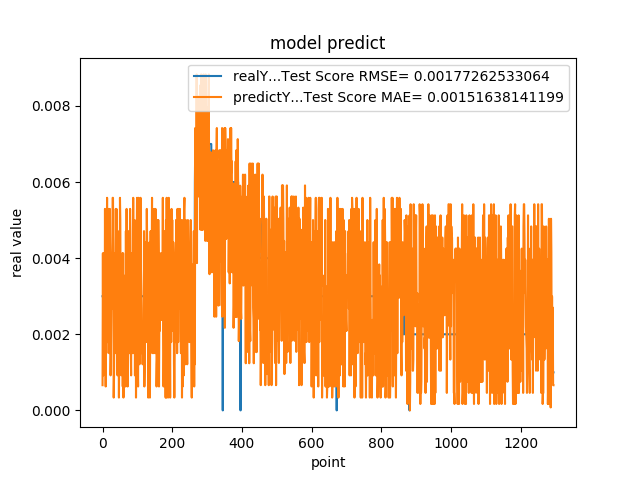 model predict
realY...Test Score RMSE= 0.00177262533064
predictY...Test Score MAE= 0.00151638141199
0.008
0.006
0.004
0.002
0.000
real value
0 200 400 600 800 1000 1200
point